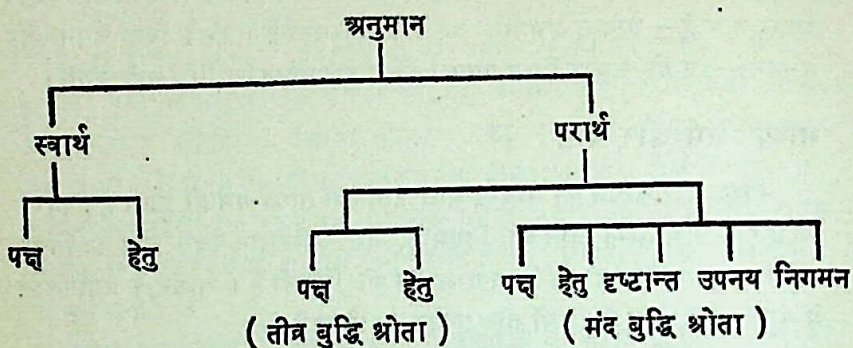 अनुमान
स्वार्थ परार्थ
पक्ष हेतु
पक्ष हेतु पक्ष हेतु दृष्टान्त उपनय निगमन
( तीव्र बुद्धि श्रोता ) ( मंद बुद्धि श्रोता )